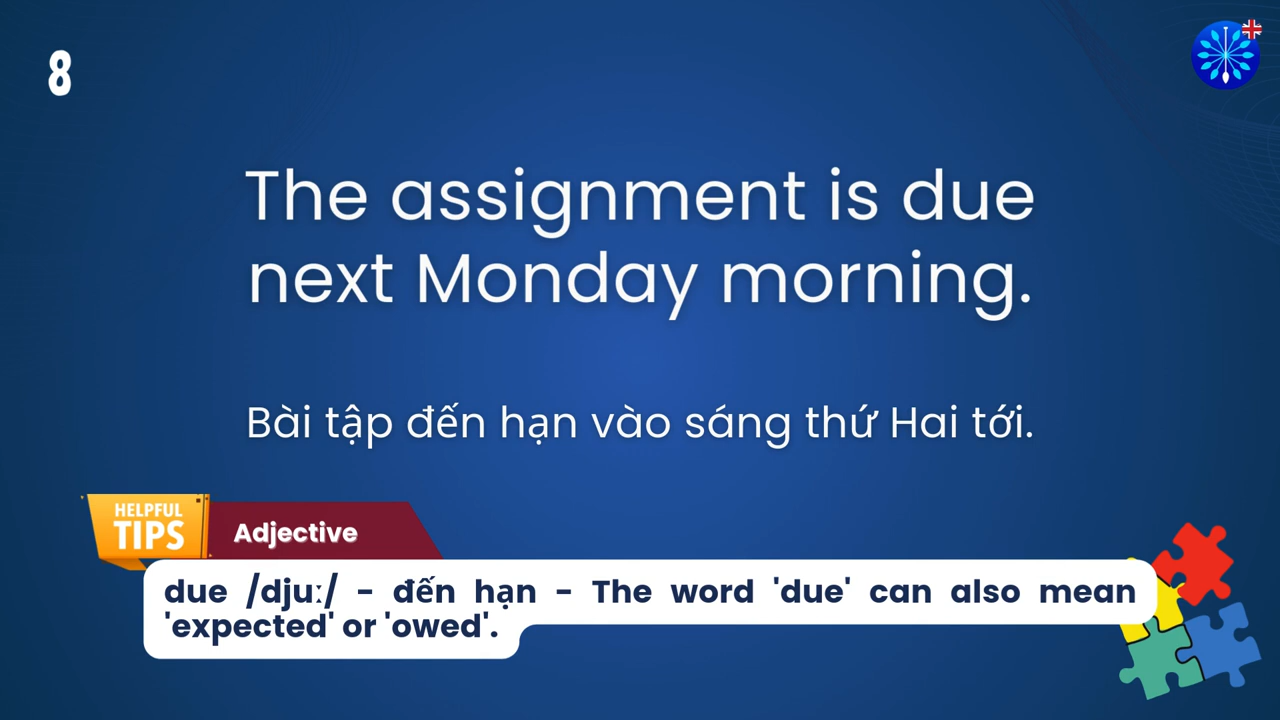 8
The assignment is due
next Monday morning.
Bài tập đến hạn vào sáng thứ Hai tới.
HELPFUL
TIPS
Adjective
due /djuː/ - đến hạn - The word 'due' can also mean
'expected' or 'owed'.